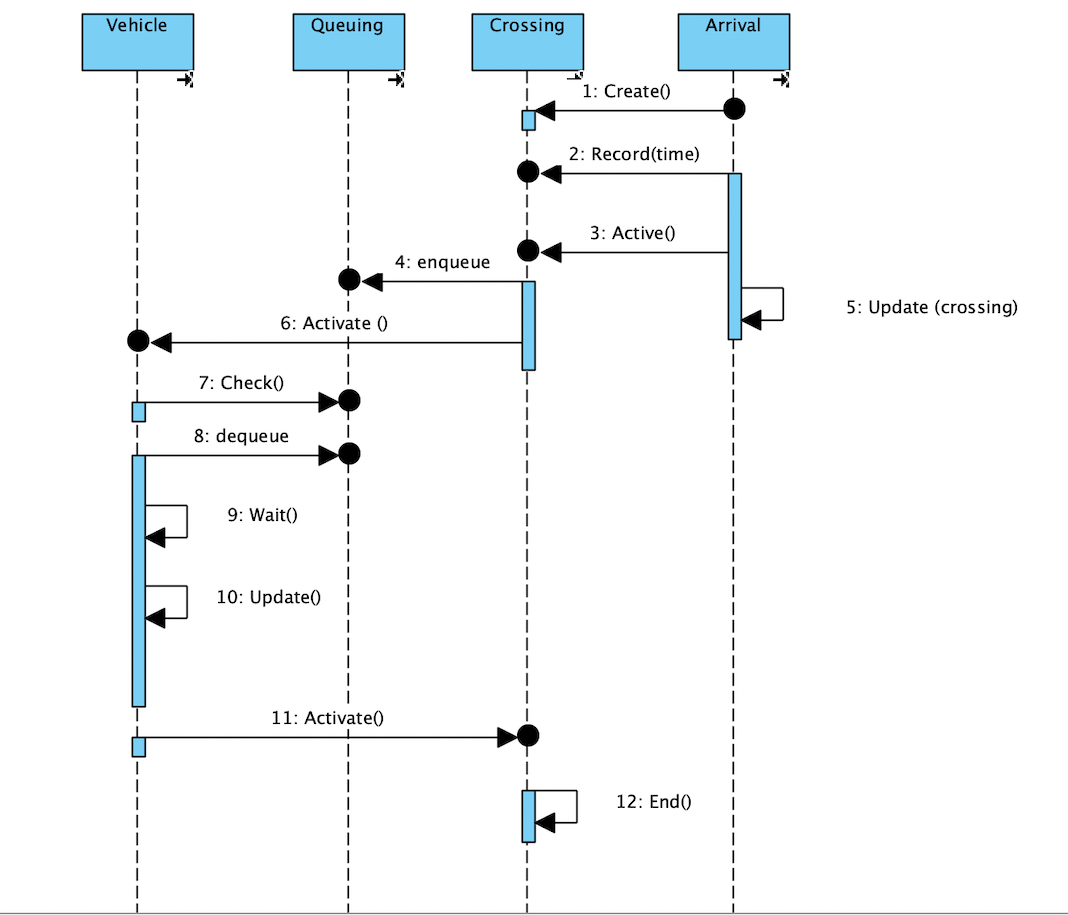 Vehicle
Queuing
Crossing
Arrival
1: Create()
2: Record(time)
3: Active()
4: enqueue
5: Update (crossing)
6: Activate ()
7: Check()
8: dequeue
9: Wait()
10: Update()
11: Activate()
12: End()